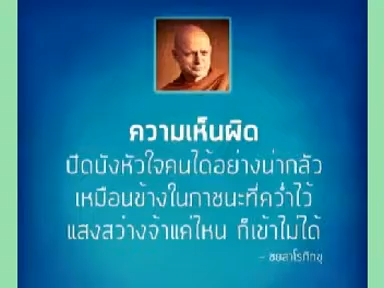 ความเห็นผิด
ปิดบังหัวใจคนได้อย่างน่ากลัว
เหมือนข้างในภาชนะที่คว่ำไว้
แสงสว่างจ้าแค่ไหน ก็เข้าไม่ได้
- ชยสาโรภิกขุ